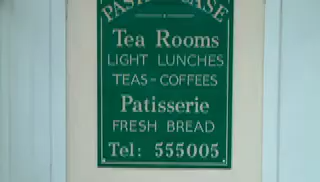 Tea Rooms
LIGHT LUNCHES
TEAS - COFFEES
Patisserie
FRESH BREAD
Tel: 555005